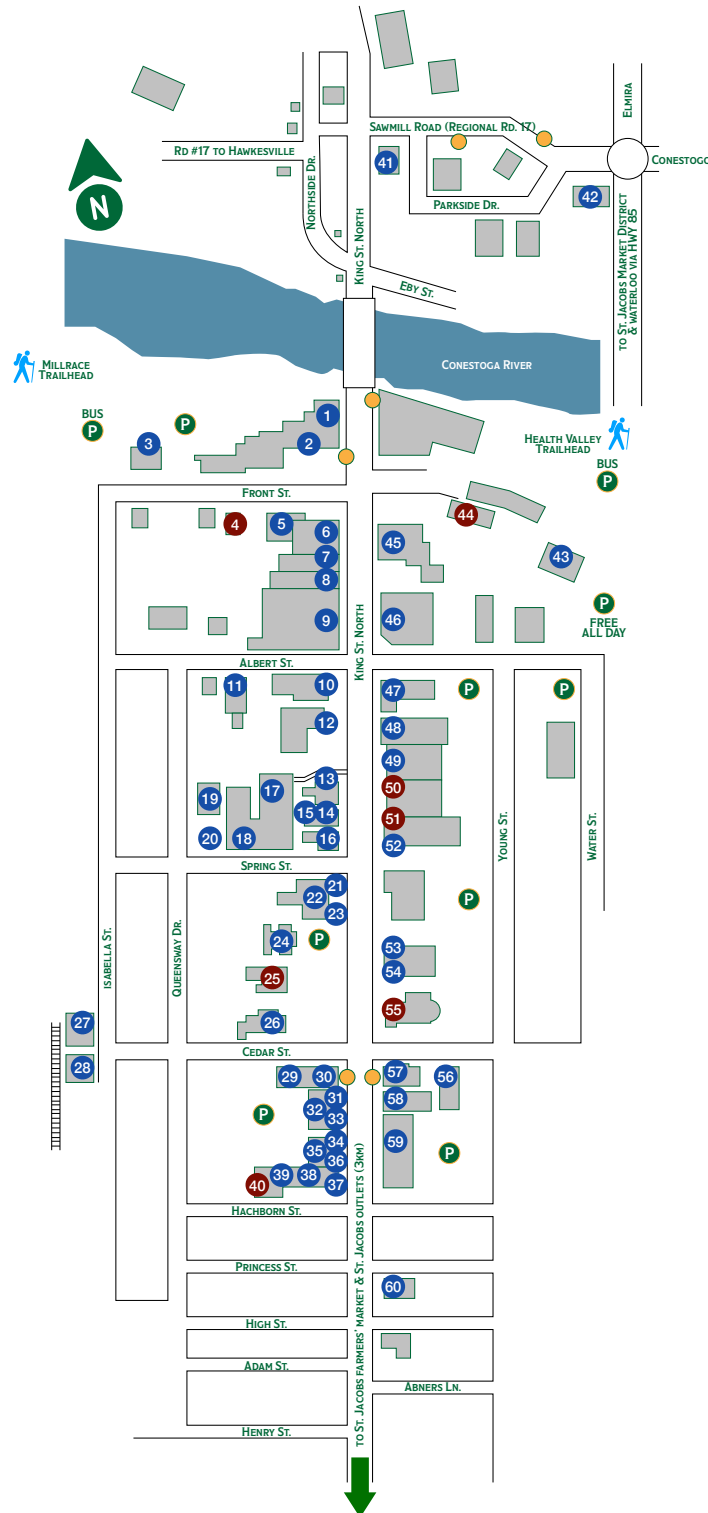 ELMIRA
SAWMILL ROAD (REGIONAL RD. 17)
RD #17 TO HAWKESVILLE
41
CONESTOGO
N
NORTHSIDE DR.
KING ST. NORTH
PARKSIDE DR.
42
TO ST. JACOBS MARKET DISTRICT
& WATERLOO VIA HWY 85
EBY ST.
MILLRACE
TRAILHEAD
CONESTOGA RIVER
BUS
P
P
1
2
3
HEALTH VALLEY
TRAILHEAD
BUS
P
FRONT ST.
4
5
6
7
8
9
44
45
43
46
P
FREE
ALL DAY
KING ST. NORTH
ALBERT ST.
11
10
12
47
P
P
48
49
50
51
52
13
17
19
15
14
20
18
16
YOUNG ST.
WATER ST.
SPRING ST.
21
22
23
24
P
25
26
P
53
54
55
ISABELLA ST.
QUEENSWAY DR.
27
28
CEDAR ST.
29
30
31
32
33
P
34
35
36
39
38
37
40
57
56
58
59
P
HACHBORN ST.
PRINCESS ST.
60
HIGH ST.
ADAM ST.
ABNERS LN.
TO ST. JACOBS FARMERS' MARKET & ST. JACOBS OUTLETS (3KM)
HENRY ST.